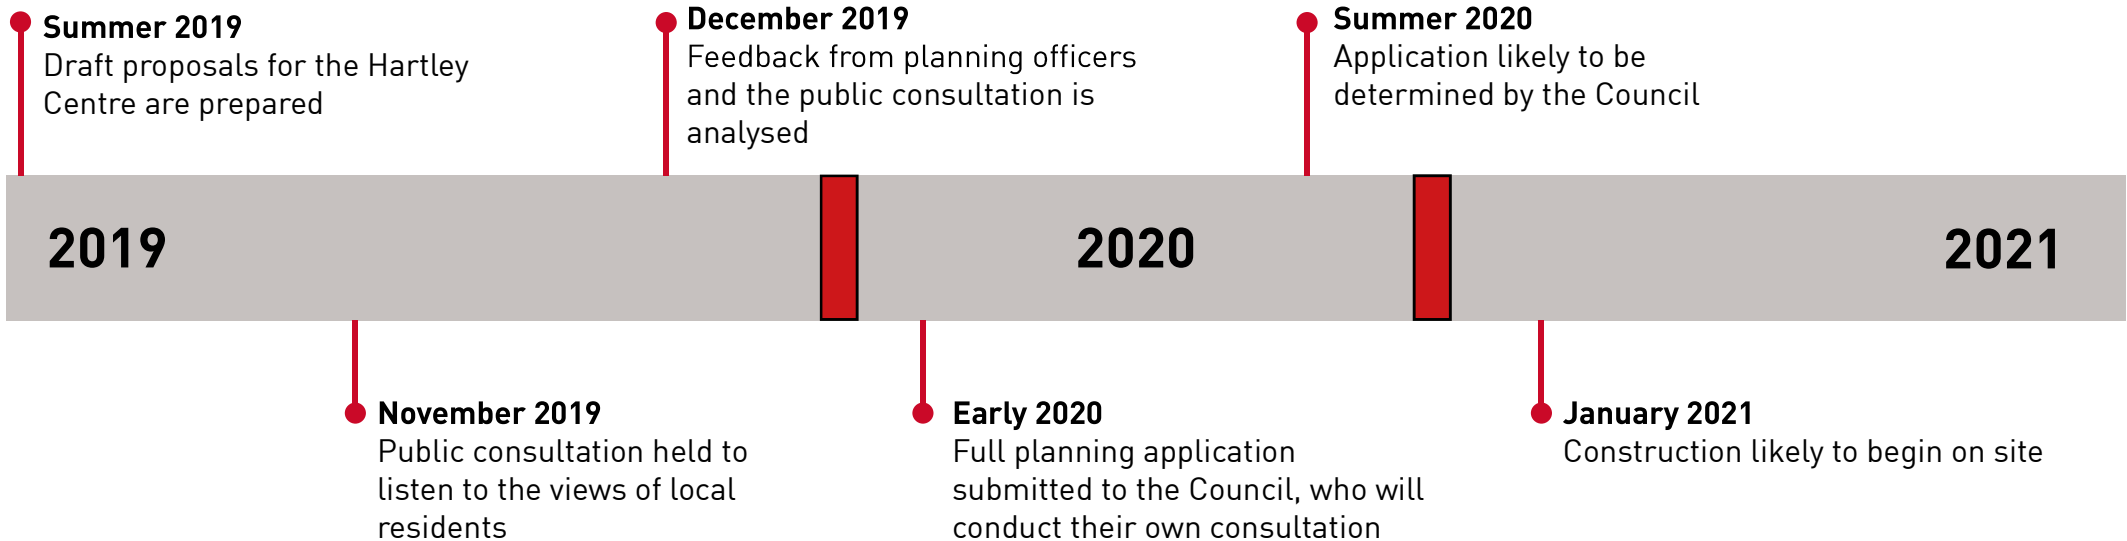 Summer 2019
Draft proposals for the Hartley
Centre are prepared
December 2019
Feedback from planning officers
and the public consultation is
analysed
Summer 2020
Application likely to be
determined by the Council
2019
2020
2021
November 2019
Public consultation held to
listen to the views of local
residents
Early 2020
Full planning application
submitted to the Council, who will
conduct their own consultation
January 2021
Construction likely to begin on site